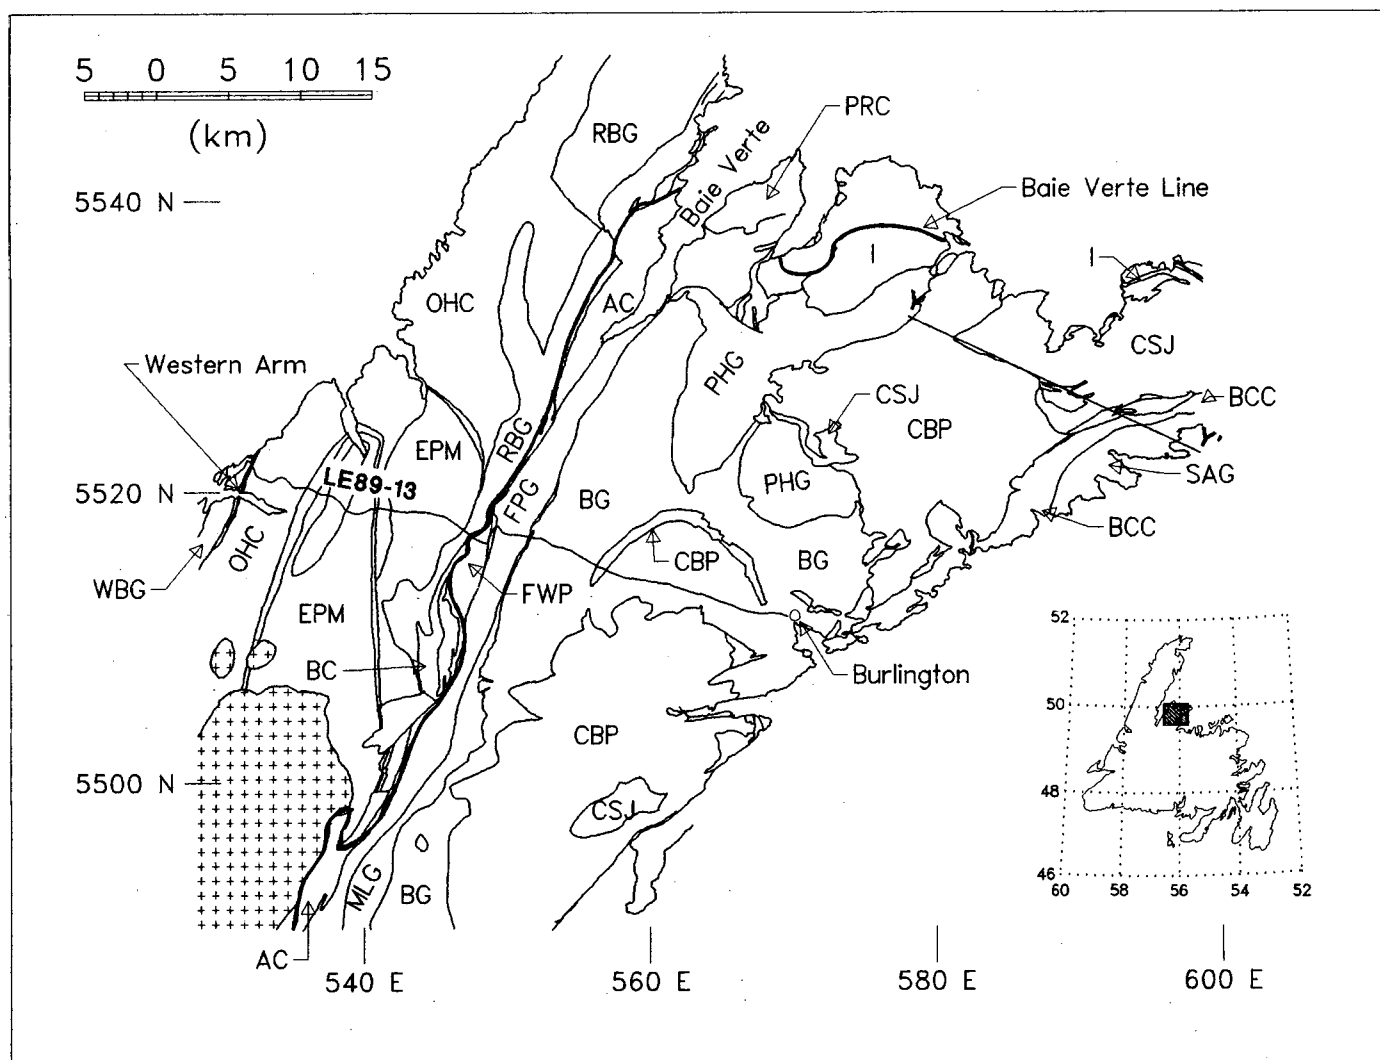 5 0 5 10 15
(km)
PRC
RBG
Baie Verte
5540 N
Baie Verte Line
I
I
OHC
AC
CSJ
Western Arm
PHG
CSJ
BCC
CBP
EPM
RBG
LE89-13
PHG
SAG
5520 N
FPG
BG
BCC
OHC
CBP
BG
WBG
FWP
EPM
52
BC
Burlington
50
CBP
5500 N
48
CSJ
MLG
BG
46
60 58 56 54 52
AC
540 E
560 E
580 E
600 E